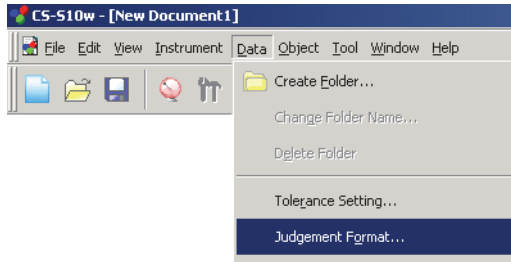 CS-S10w - [New Document1]
File Edit View Instrument Data Object Tool Window Help
Create Folder...
Change Folder Name...
Delete Folder
Tolerance Setting...
Judgement Format...